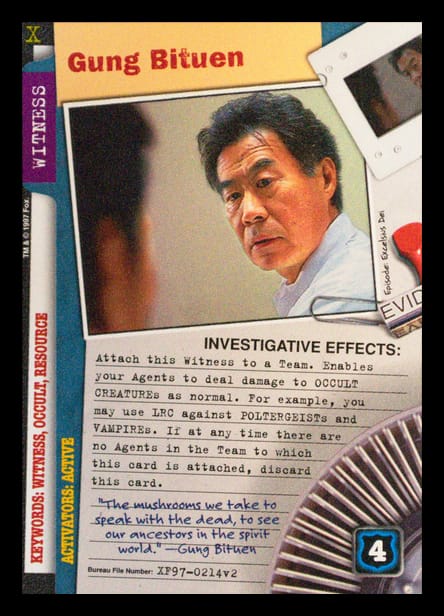 X
Gung Bituen
WITNESS
TM & © 1997 Fox.
Episode: Excelsius Dei
EVID
INVESTIGATIVE EFFECTS:
Attach this Witness to a Team. Enables
your Agents to deal damage to OCCULT
CREATUREs as normal. For example, you
may use LRC against POLTERGEISTs and
VAMPIREs. If at any time there are
no Agents in the Team to which
this card is attached, discard
this card.
"The mushrooms we take to
speak with the dead, to see
our ancestors in the spirit
world." —Gung Bituen
Bureau File Number: XF97-0214v2
KEYWORDS: WITNESS, OCCULT, RESOURCE
ACTIVATORS: ACTIVE
4